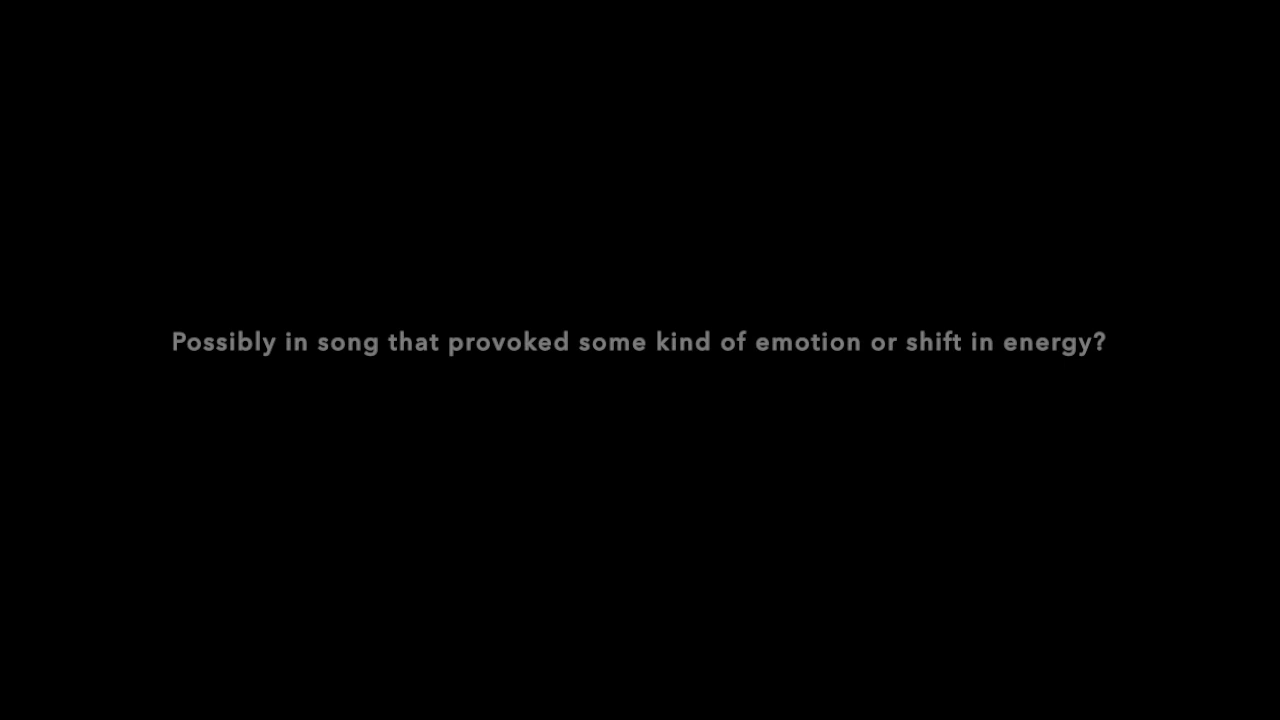 Possibly in song that provoked some kind of emotion or shift in energy?